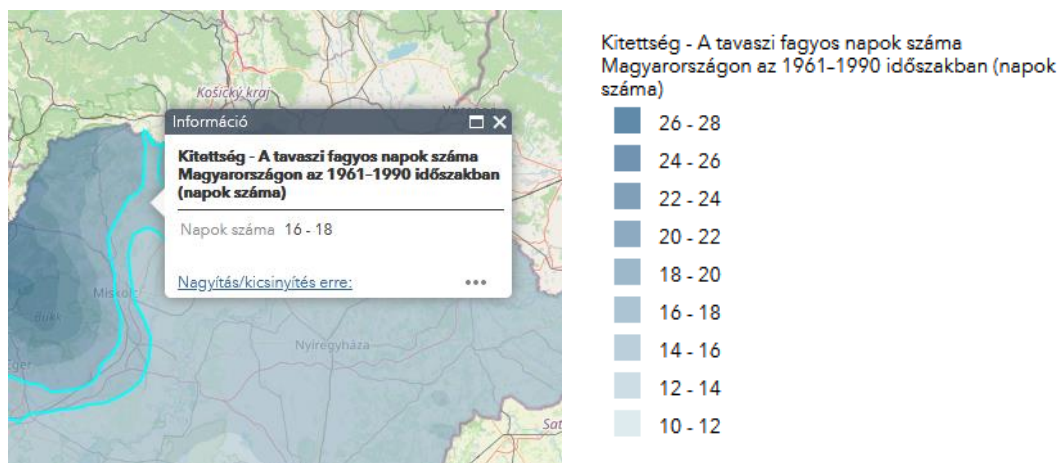 Košický kraj
Információ
Kitettség - A tavaszi fagyos napok száma
Magyarországon az 1961-1990 időszakban
(napok száma)
Napok száma 16 - 18
Nagyítás/kicsinyítés erre:
Miskolc
Bükk
Nyíregyháza
Eger
Sat
Kitettség - A tavaszi fagyos napok száma
Magyarországon az 1961-1990 időszakban (napok
száma)
26 - 28
24 - 26
22 - 24
20 - 22
18 - 20
16 - 18
14 - 16
12 - 14
10 - 12